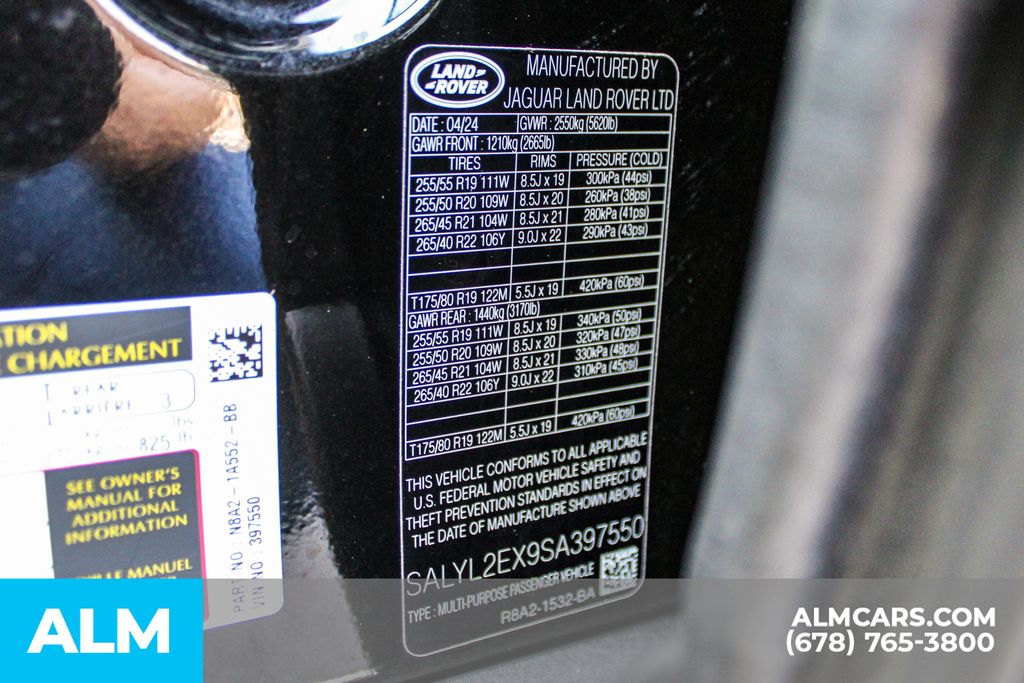 LAND-
-ROVER
MANUFACTURED BY
JAGUAR LAND ROVER LTD
DATE : 04/24 GVWR : 2550kg (5620lb)
GAWR FRONT : 1210kg (2665lb)
TIRES RIMS PRESSURE (COLD)
255/55 R19 111W 8.5J x 19 300kPa (44psi)
255/50 R20 109W 8.5J x 20 260kPa (38psi)
265/45 R21 104W 8.5J x 21 280kPa (41psi)
265/40 R22 106Y 9.0J x 22 290kPa (43psi)
T175/80 R19 122M 5.5J x 19 420kPa (60psi)
GAWR REAR : 1440kg (3170lb)
255/55 R19 111W 8.5J x 19 340kPa (50psi)
255/50 R20 109W 8.5J x 20 320kPa (47psi)
265/45 R21 104W 8.5J x 21 330kPa (48psi)
265/40 R22 106Y 9.0J x 22 310kPa (45psi)
T175/80 R19 122M 5.5J x 19 420kPa (60psi)
THIS VEHICLE CONFORMS TO ALL APPLICABLE
U.S. FEDERAL MOTOR VEHICLE SAFETY AND
THEFT PREVENTION STANDARDS IN EFFECT ON
THE DATE OF MANUFACTURE SHOWN ABOVE
SALYL2EX9SA397550
TYPE : MULTI-PURPOSE PASSENGER VEHICLE
R8A2-1532-BA
STION
CHARGEMENT
REAR
ARRIÈRE 3
lbs
825 lb
SEE OWNER'S
MANUAL FOR
ADDITIONAL
INFORMATION
MANUEL
PART NO : N8A2-1A552-BB
VIN NO : 397550
ALM
ALMCARS.COM
(678) 765-3800